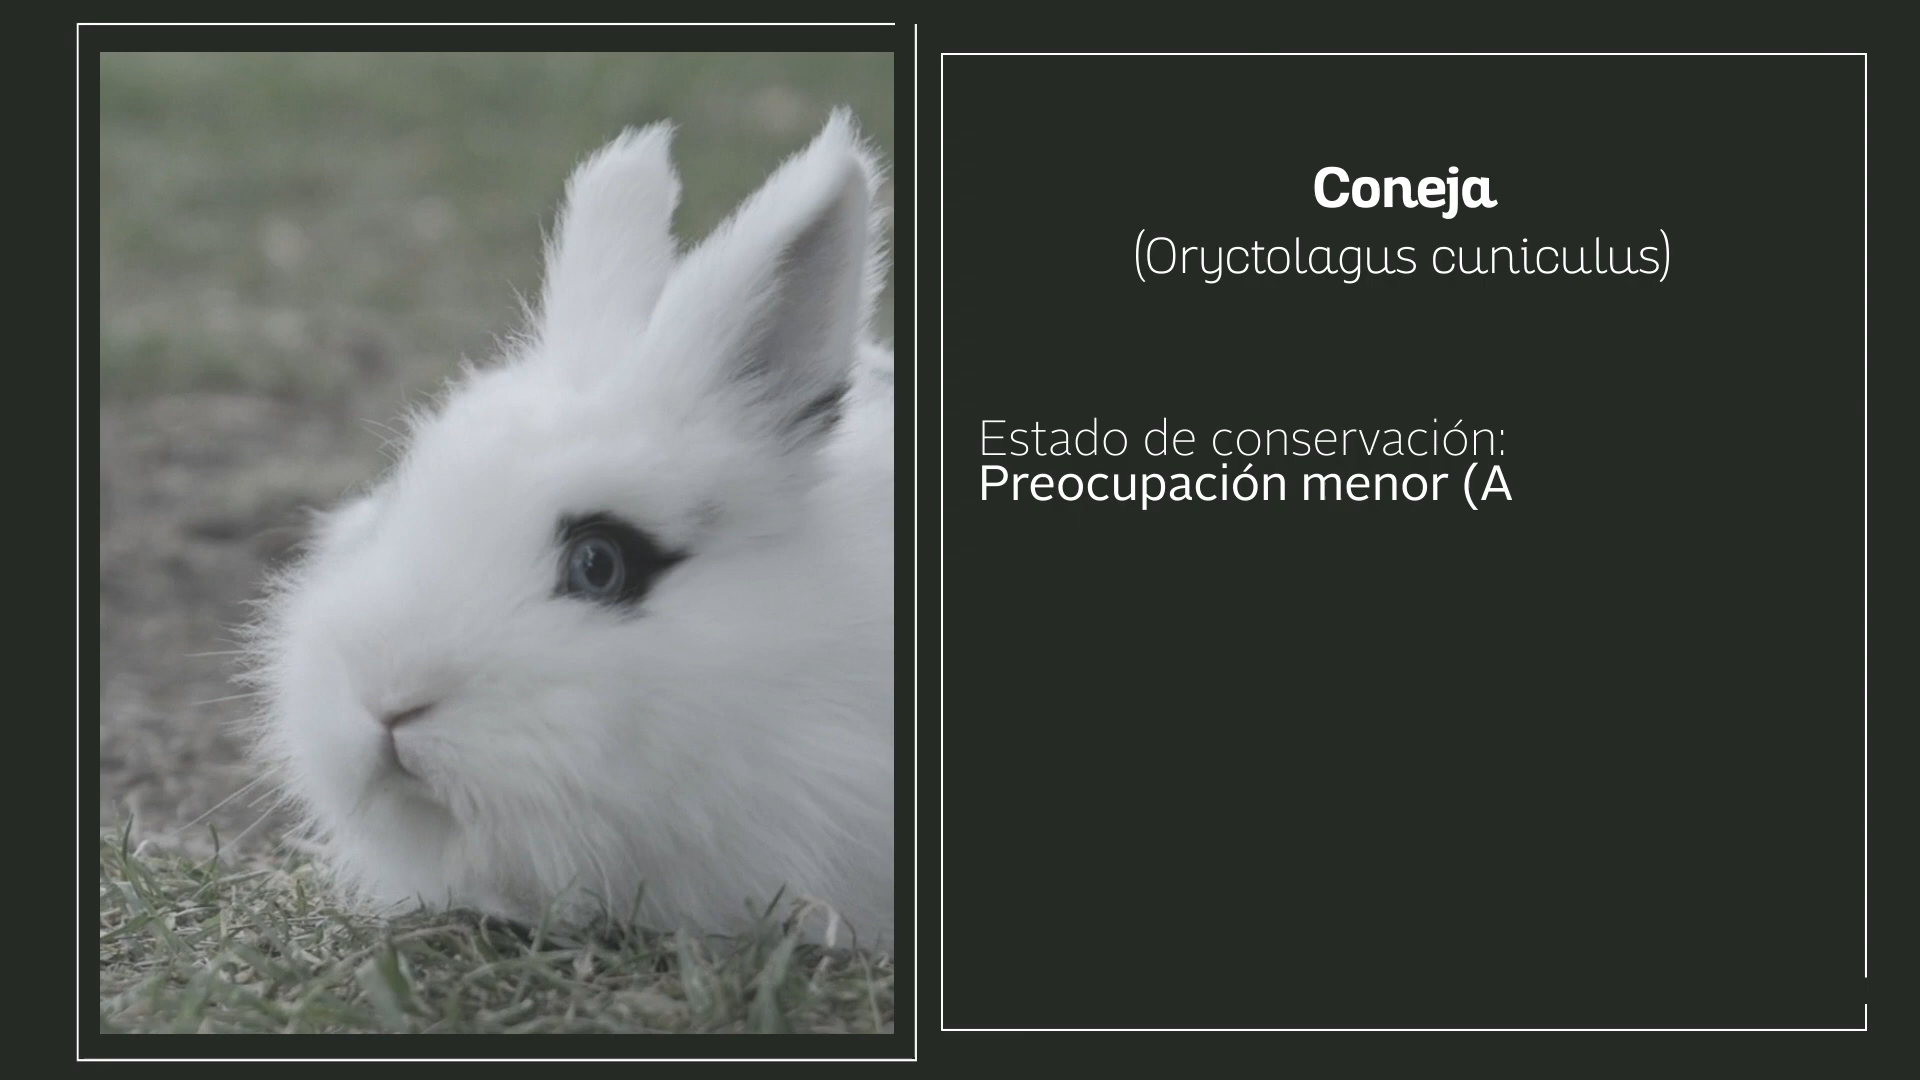 Coneja
(Oryctolagus cuniculus)
Estado de conservación:
Preocupación menor (A